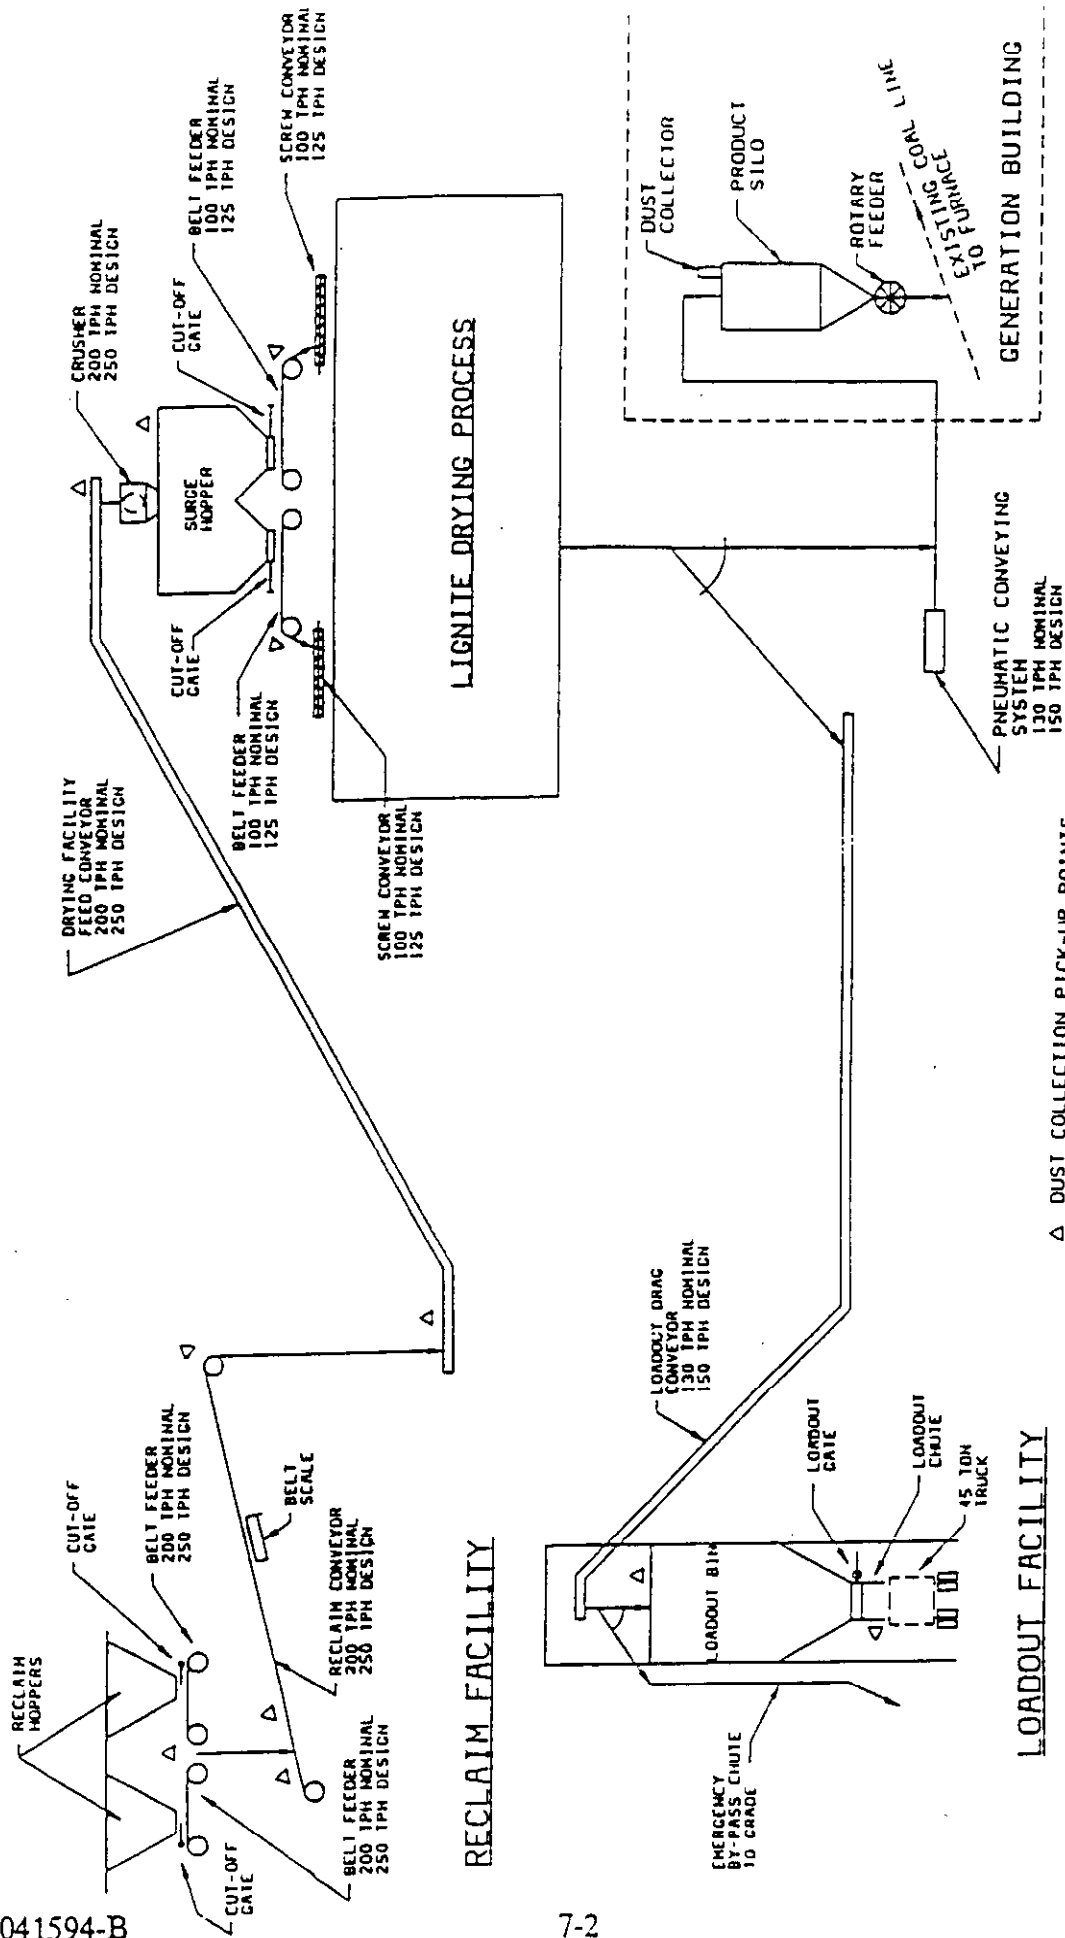 RECLAIM
HOPPERS
CUT-OFF
GATE
BELT FEEDER
200 TPH NOMINAL
250 TPH DESIGN
CUT-OFF
GATE
BELT FEEDER
200 TPH NOMINAL
250 TPH DESIGN
BELT
SCALE
RECLAIM CONVEYOR
200 TPH NOMINAL
250 TPH DESIGN
RECLAIM FACILITY
DRYING FACILITY
FEED CONVEYOR
200 TPH NOMINAL
250 TPH DESIGN
CRUSHER
200 TPH NOMINAL
250 TPH DESIGN
SURGE
HOPPER
CUT-OFF
GATE
CUT-OFF
GATE
BELT FEEDER
100 TPH NOMINAL
125 TPH DESIGN
BELT FEEDER
100 TPH NOMINAL
125 TPH DESIGN
SCREW CONVEYOR
100 TPH NOMINAL
125 TPH DESIGN
SCREW CONVEYOR
100 TPH NOMINAL
125 TPH DESIGN
LIGNITE DRYING PROCESS
DUST
COLLECTOR
PRODUCT
SILO
ROTARY
FEEDER
EXISTING COAL LINE
TO FURNACE
GENERATION BUILDING
PNEUMATIC CONVEYING
SYSTEM
130 TPH NOMINAL
150 TPH DESIGN
LOADOUT DRAG
CONVEYOR
130 TPH NOMINAL
150 TPH DESIGN
LOADOUT BIN
LOADOUT
GATE
LOADOUT
CHUTE
45 TON
TRUCK
EMERGENCY
BY-PASS CHUTE
TO GRADE
LOADOUT FACILITY
Δ DUST COLLECTION PICK-UP POINTS
041594-B
7-2